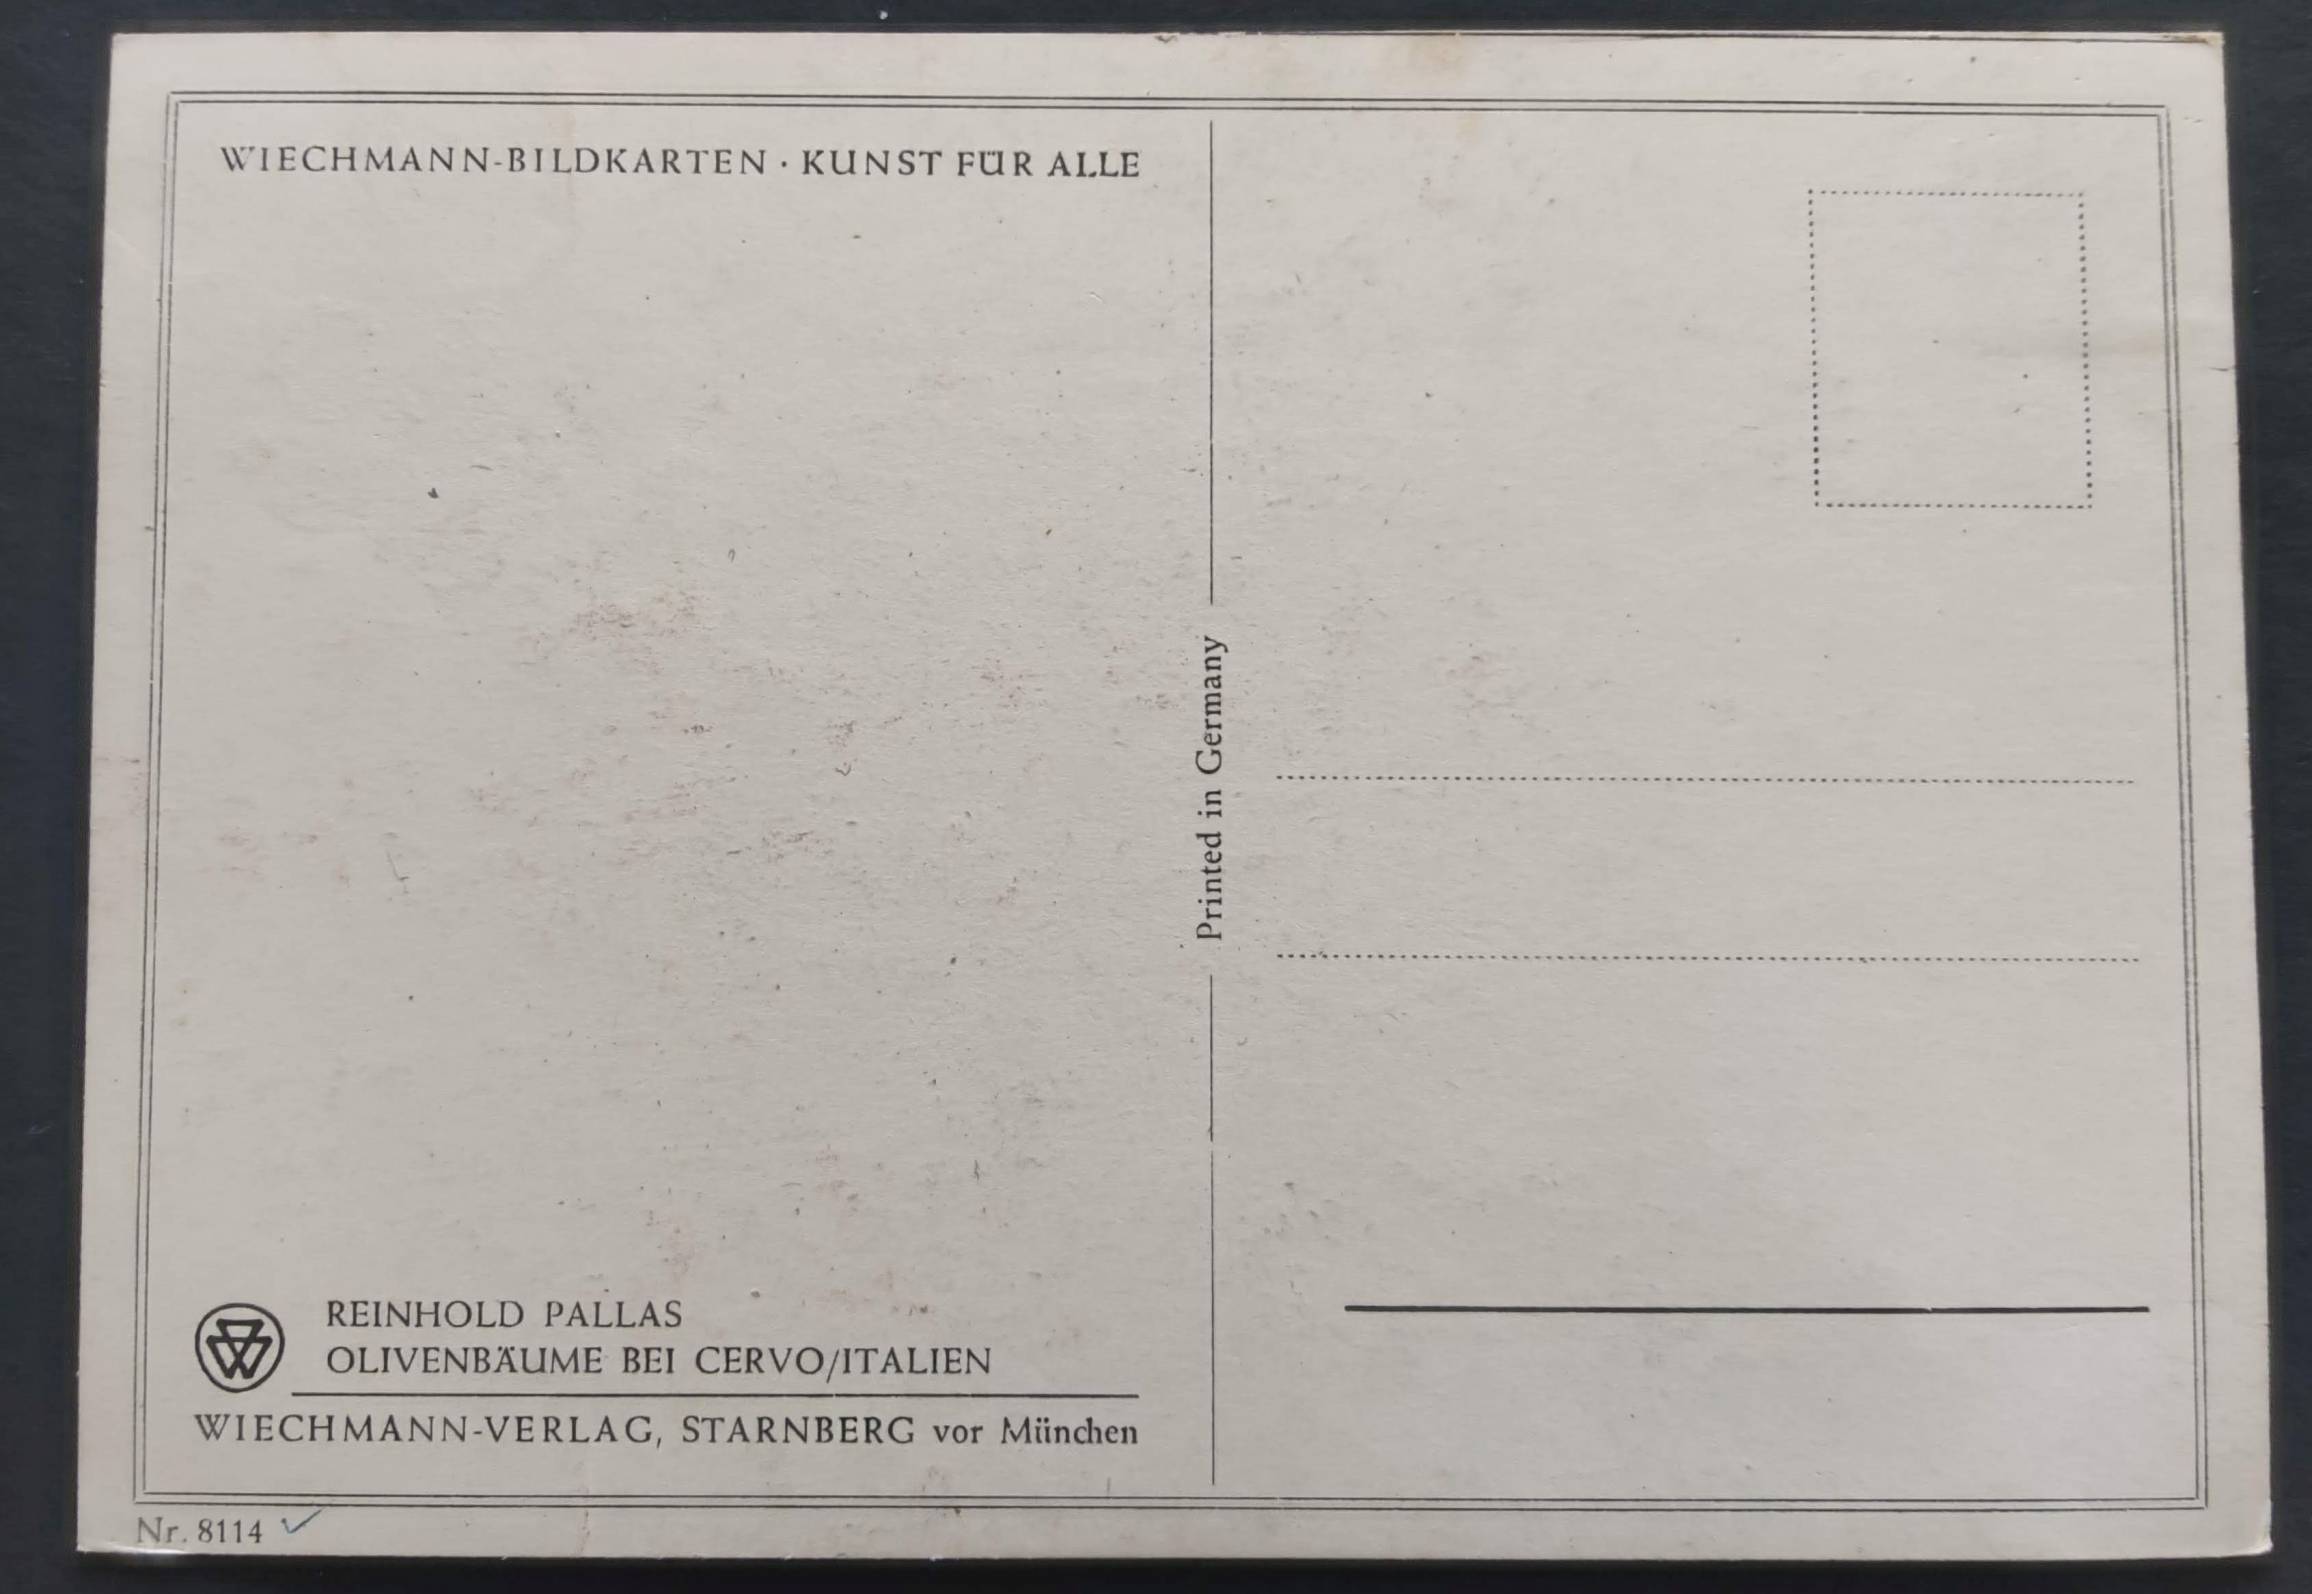 WIECHMANN-BILDKARTEN · KUNST FÜR ALLE
Printed in Germany
REINHOLD PALLAS
OLIVENBÄUME BEI CERVO/ITALIEN
WIECHMANN-VERLAG, STARNBERG vor München
Nr. 8114